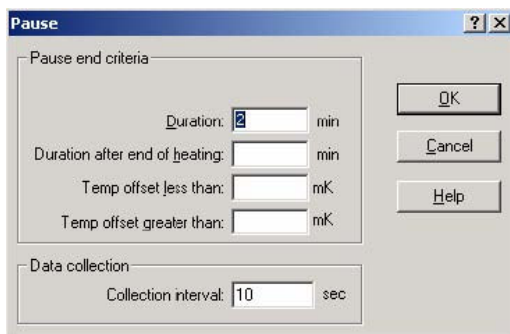 Pause
Pause end criteria
Duration: 2 min
Duration after end of heating: min
Temp offset less than: mK
Temp offset greater than: mK
Data collection
Collection interval: 10 sec
OK
Cancel
Help